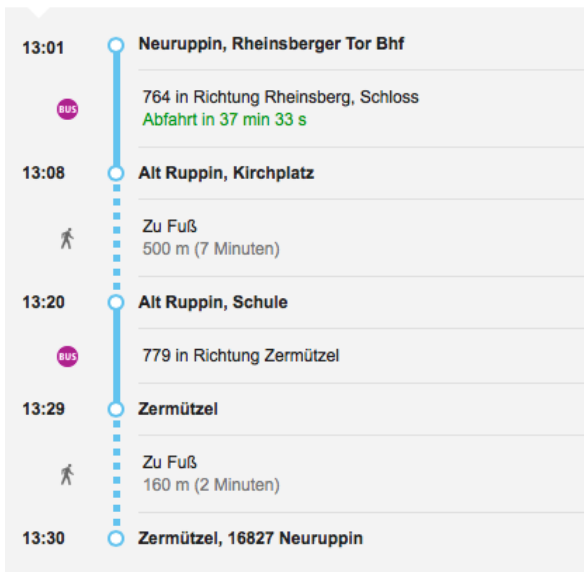 13:01 Neuruppin, Rheinsberger Tor Bhf
BUS 764 in Richtung Rheinsberg, Schloss
Abfahrt in 37 min 33 s
13:08 Alt Ruppin, Kirchplatz
Zu Fuß
500 m (7 Minuten)
13:20 Alt Ruppin, Schule
BUS 779 in Richtung Zermützel
13:29 Zermützel
Zu Fuß
160 m (2 Minuten)
13:30 Zermützel, 16827 Neuruppin